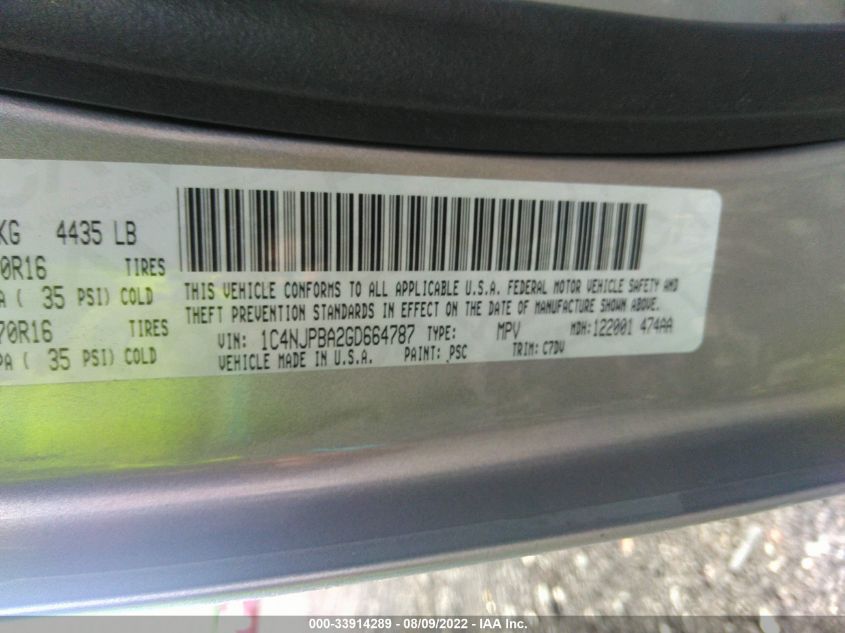 KG 4435 LB
0R16 TIRES
A ( 35 PSI) COLD
70R16 TIRES
PA ( 35 PSI) COLD
THIS VEHICLE CONFORMS TO ALL APPLICABLE U.S.A. FEDERAL MOTOR VEHICLE SAFETY AND
THEFT PREVENTION STANDARDS IN EFFECT ON THE DATE OF MANUFACTURE SHOWN ABOVE.
VIN: 1C4NJPBA2GD664787 TYPE: MPV MDH:122001 474AA
VEHICLE MADE IN U.S.A. PAINT: PSC TRIM: C7DV
000-33914289 - 08/09/2022 - IAA Inc.